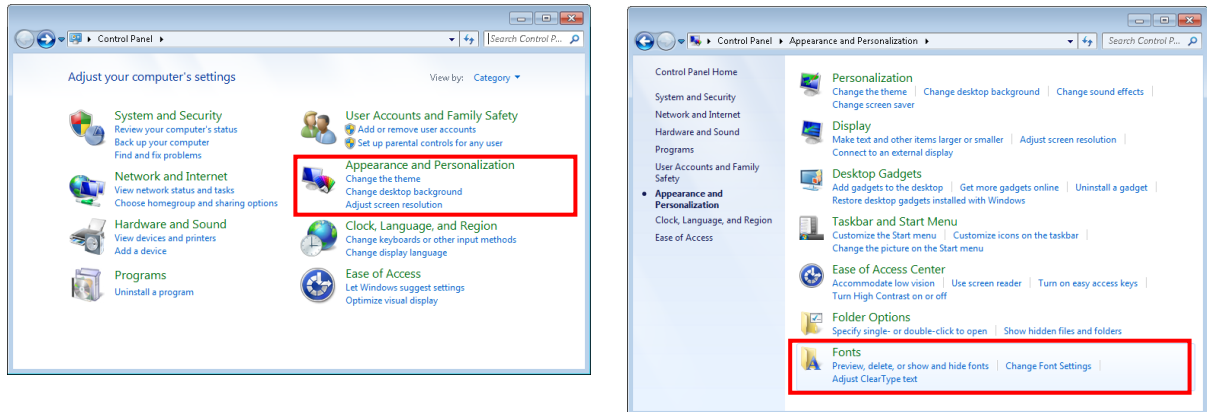 Control Panel
Search Control P...
Adjust your computer's settings
View by: Category
System and Security
Review your computer's status
Back up your computer
Find and fix problems
Network and Internet
View network status and tasks
Choose homegroup and sharing options
Hardware and Sound
View devices and printers
Add a device
Programs
Uninstall a program
User Accounts and Family Safety
Add or remove user accounts
Set up parental controls for any user
Appearance and Personalization
Change the theme
Change desktop background
Adjust screen resolution
Clock, Language, and Region
Change keyboards or other input methods
Change display language
Ease of Access
Let Windows suggest settings
Optimize visual display
Control Panel Appearance and Personalization
Search Control P...
Control Panel Home
System and Security
Network and Internet
Hardware and Sound
Programs
User Accounts and Family
Safety
Appearance and
Personalization
Clock, Language, and Region
Ease of Access
Personalization
Change the theme Change desktop background Change sound effects
Change screen saver
Display
Make text and other items larger or smaller Adjust screen resolution
Connect to an external display
Desktop Gadgets
Add gadgets to the desktop Get more gadgets online Uninstall a gadget
Restore desktop gadgets installed with Windows
Taskbar and Start Menu
Customize the Start menu Customize icons on the taskbar
Change the picture on the Start menu
Ease of Access Center
Accommodate low vision Use screen reader Turn on easy access keys
Turn High Contrast on or off
Folder Options
Specify single- or double-click to open Show hidden files and folders
Fonts
Preview, delete, or show and hide fonts Change Font Settings
Adjust ClearType text